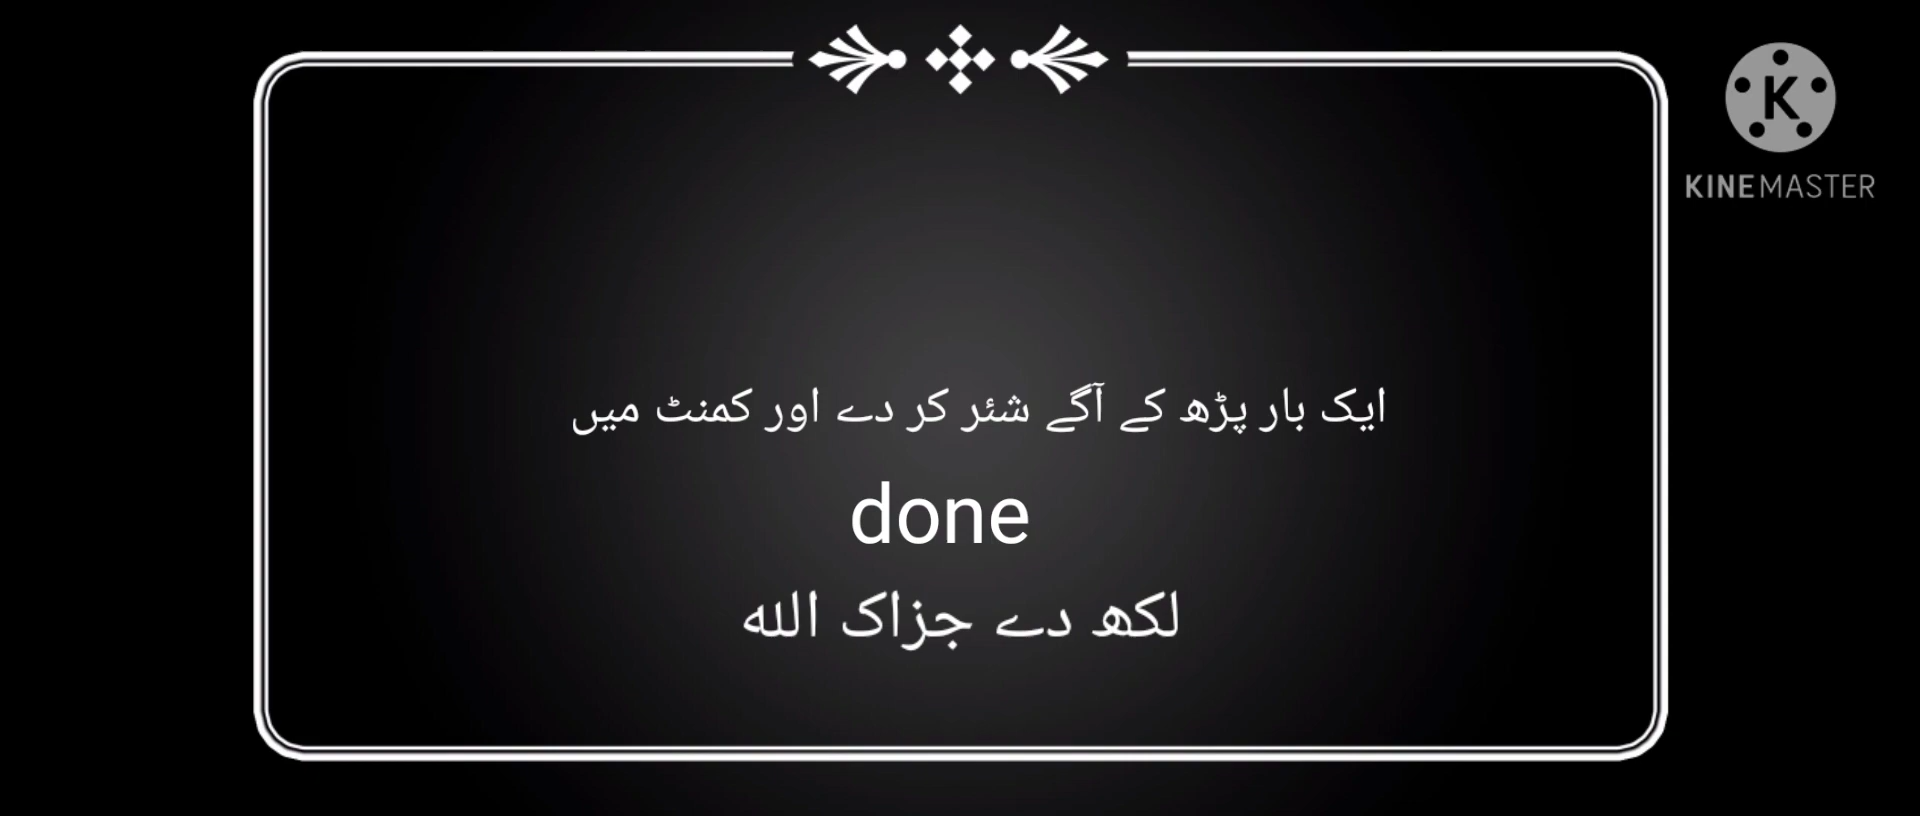 ایک بار پڑھ کے آگے شئر کر دے اور کمنٹ میں
done
لکھ دے جزاک الله
K
KINEMASTER